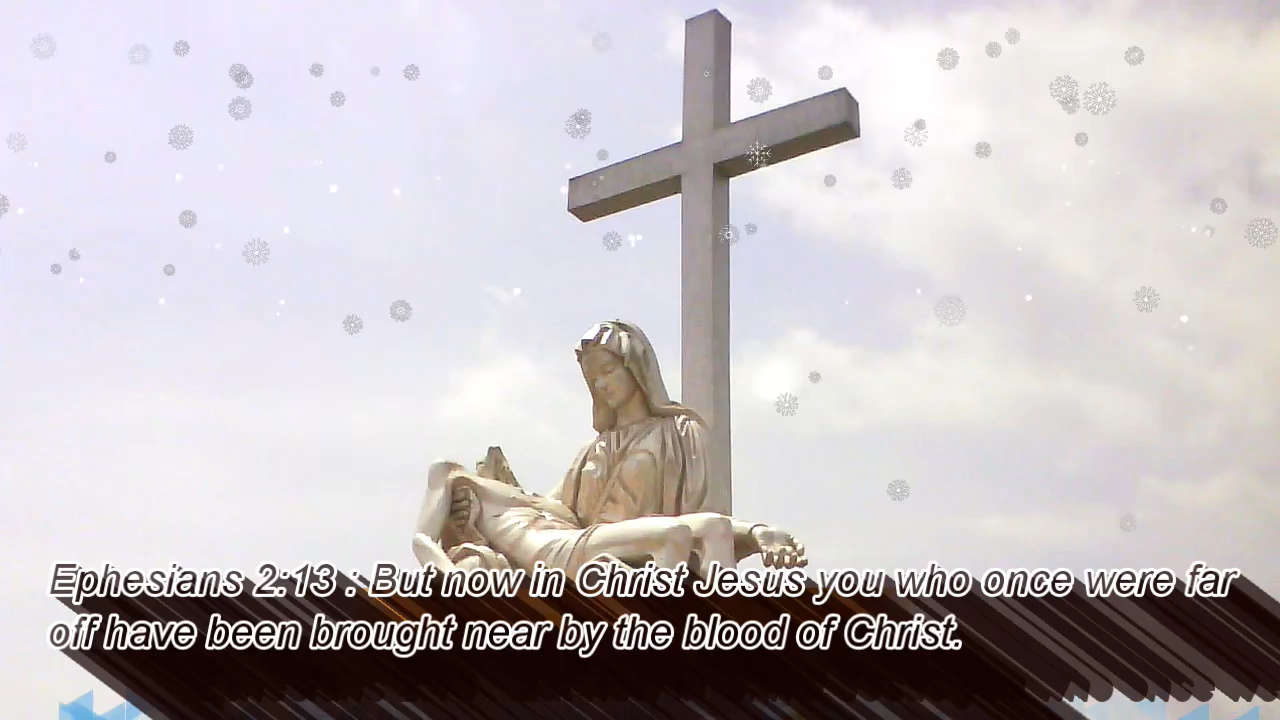 Ephesians 2:13 : But now in Christ Jesus you who once were far
off have been brought near by the blood of Christ.